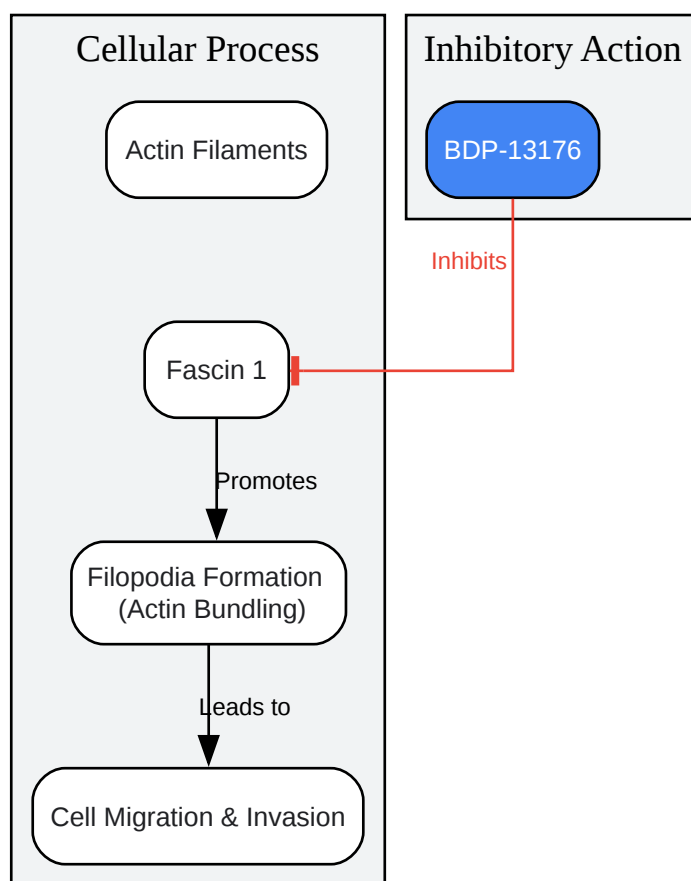 Cellular Process
Inhibitory Action
Actin Filaments
BDP-13176
Inhibits
Fascin 1
Promotes
Filopodia Formation
(Actin Bundling)
Leads to
Cell Migration & Invasion